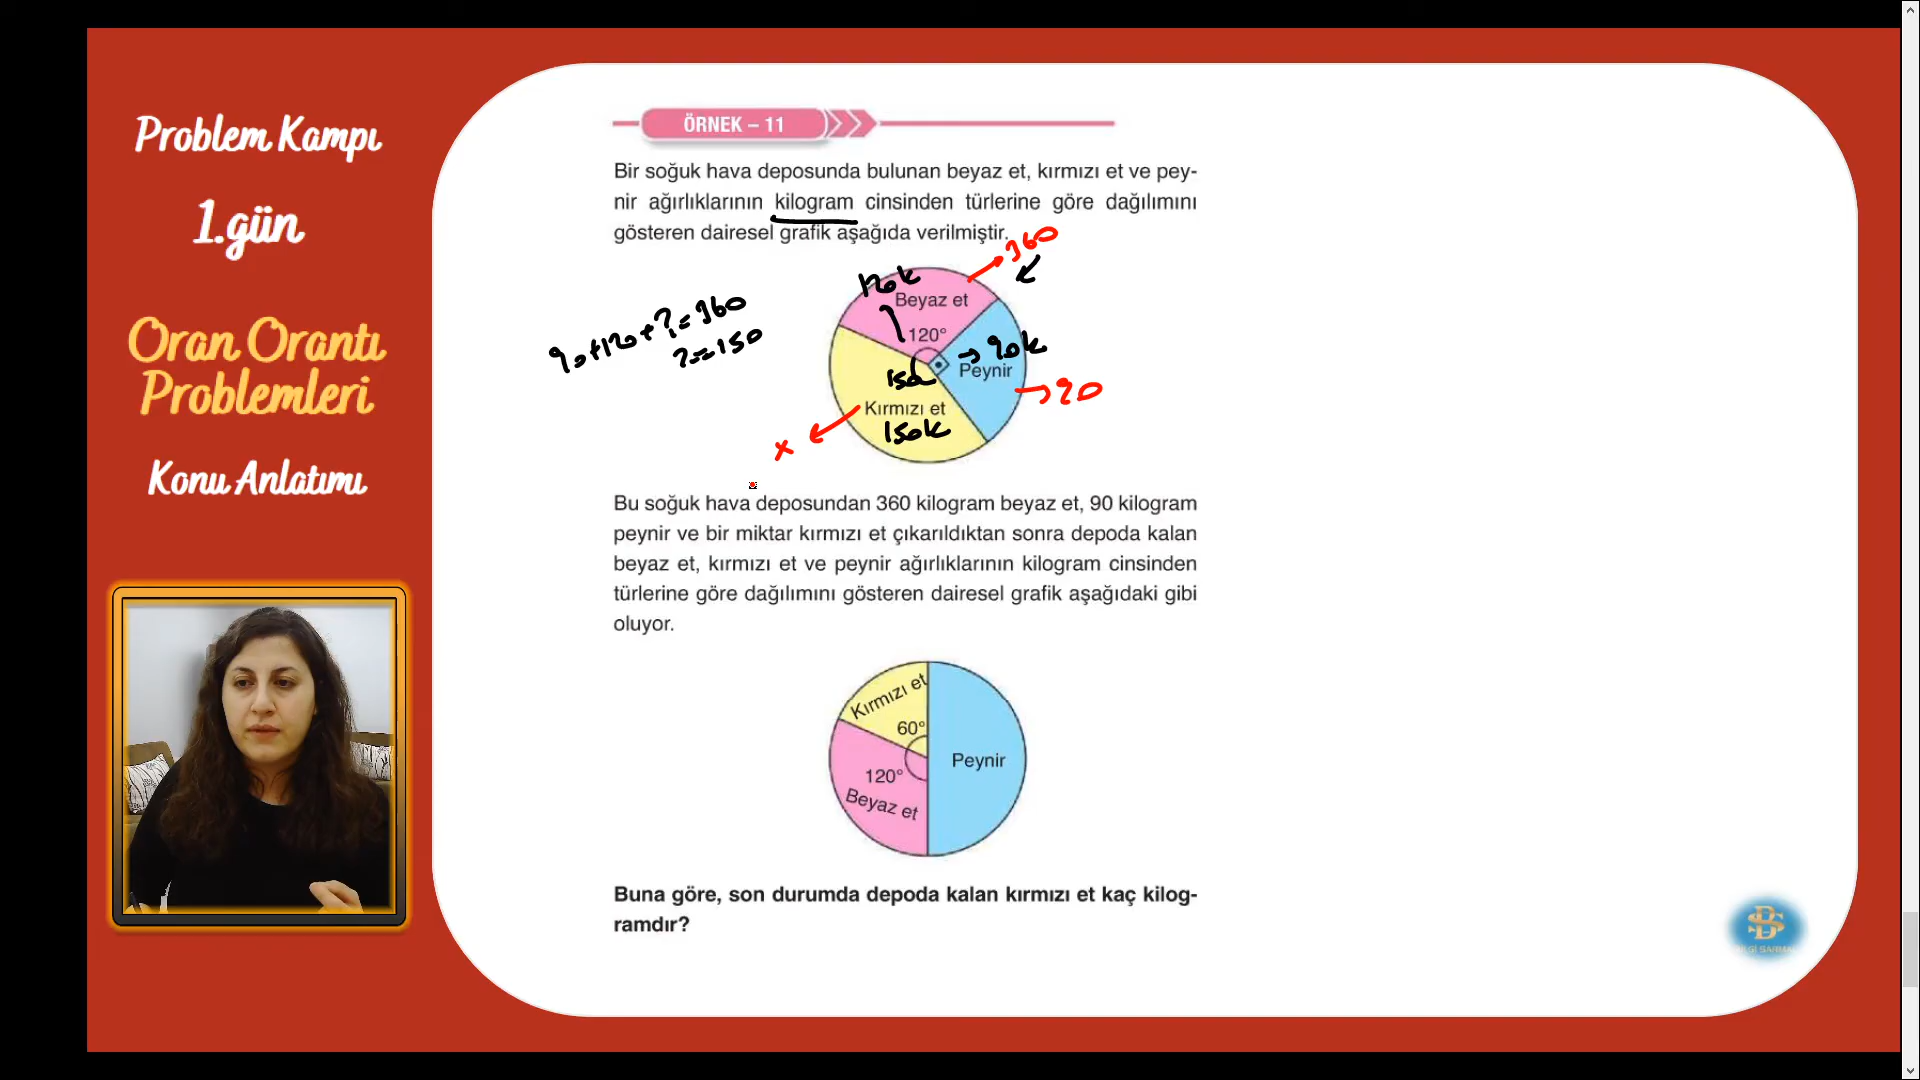 Problem Kampı
1.gün
Oran Orantı
Problemleri
Konu Anlatımı
ÖRNEK – 11
Bir soğuk hava deposunda bulunan beyaz et, kırmızı et ve pey-
nir ağırlıklarının kilogram cinsinden türlerine göre dağılımını
gösteren dairesel grafik aşağıda verilmiştir.
360
120k
Beyaz et
120°
90+120+?=360
?=150
90k
Peynir
90
150
Kırmızı et
150k
x
Bu soğuk hava deposundan 360 kilogram beyaz et, 90 kilogram
peynir ve bir miktar kırmızı et çıkarıldıktan sonra depoda kalan
beyaz et, kırmızı et ve peynir ağırlıklarının kilogram cinsinden
türlerine göre dağılımını gösteren dairesel grafik aşağıdaki gibi
oluyor.
Kırmızı et
60°
Peynir
120°
Beyaz et
Buna göre, son durumda depoda kalan kırmızı et kaç kilog-
ramdır?